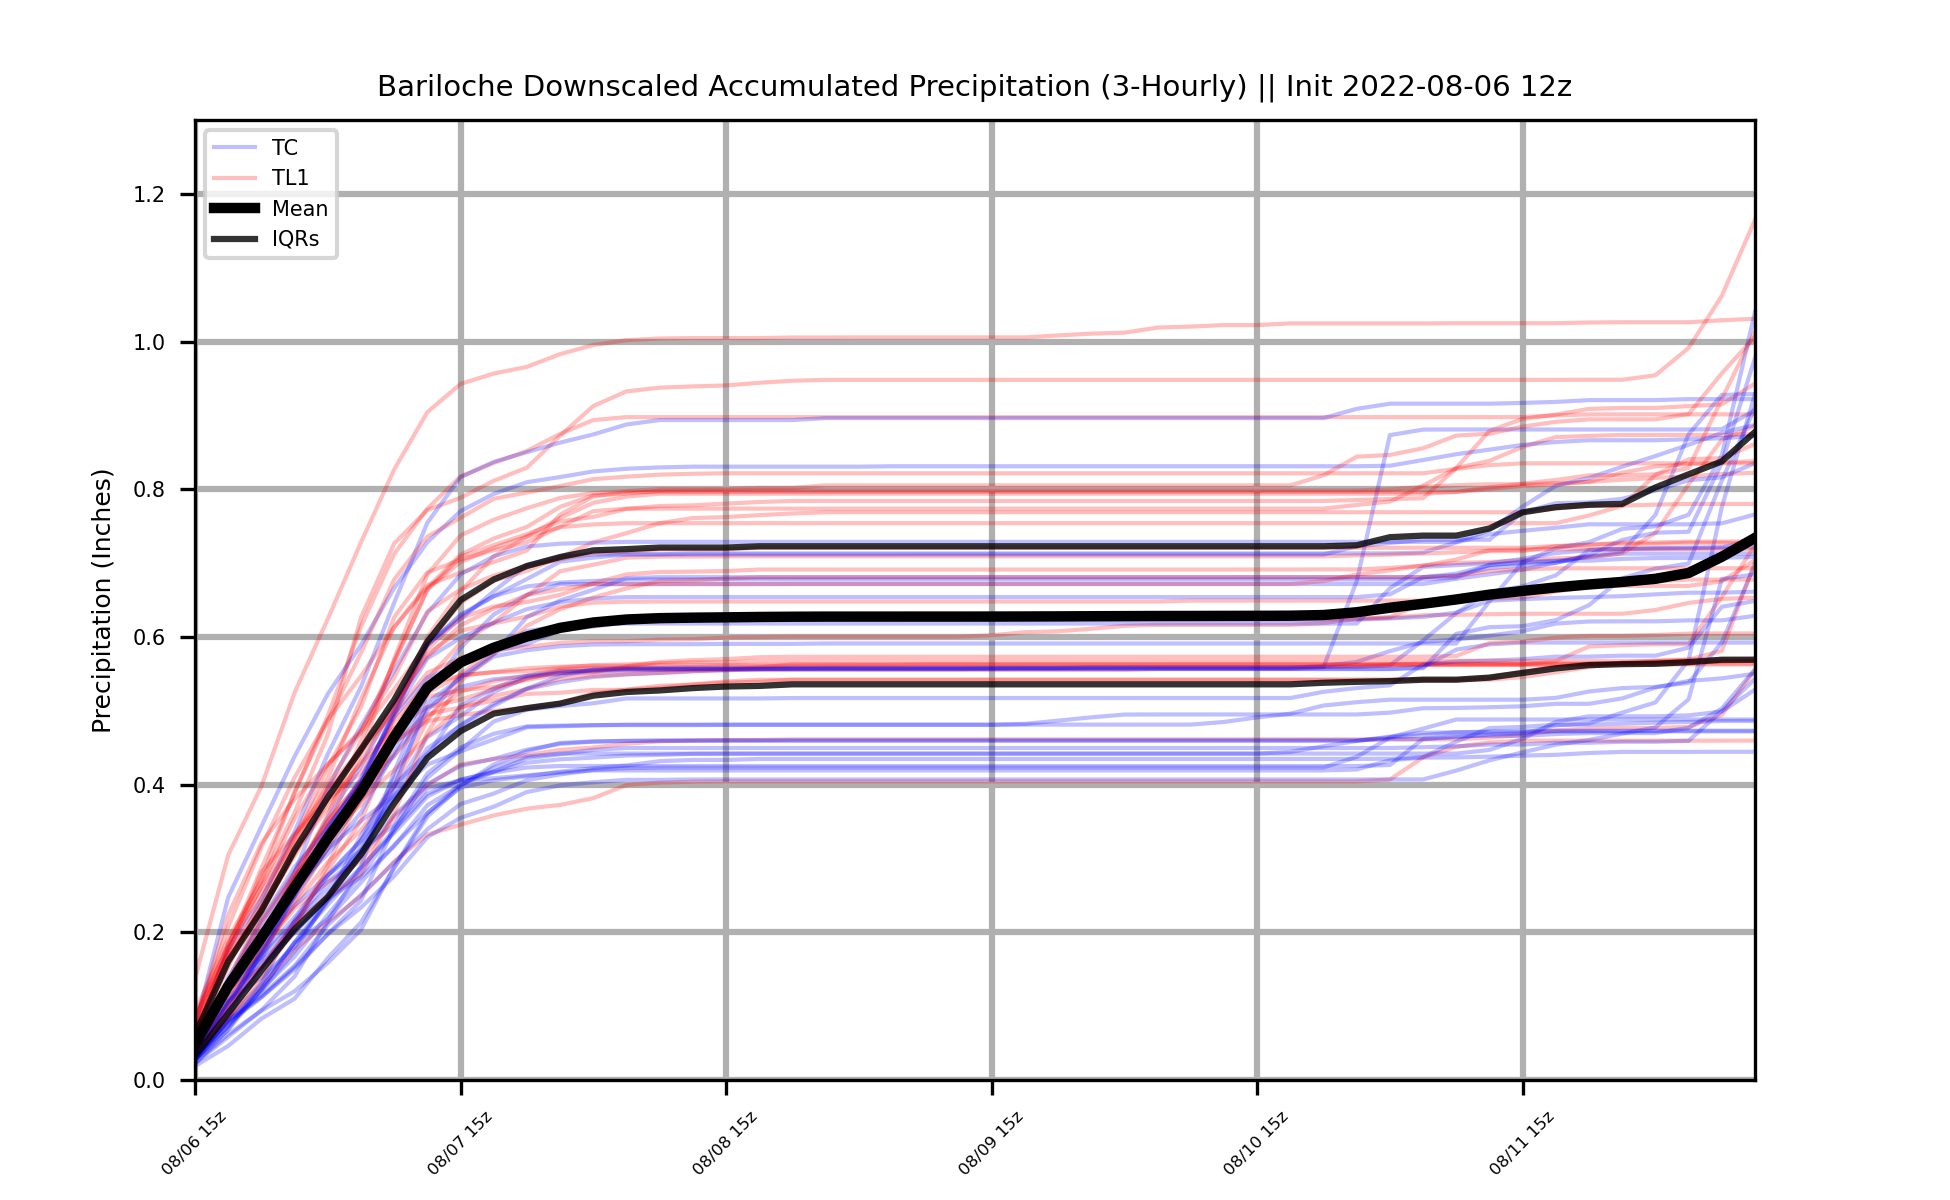 Bariloche Downscaled Accumulated Precipitation (3-Hourly) || Init 2022-08-06 12z
TC
TL1
Mean
IQRs
Precipitation (Inches)
1.2
1.0
0.8
0.6
0.4
0.2
0.0
08/06 15z
08/07 15z
08/08 15z
08/09 15z
08/10 15z
08/11 15z